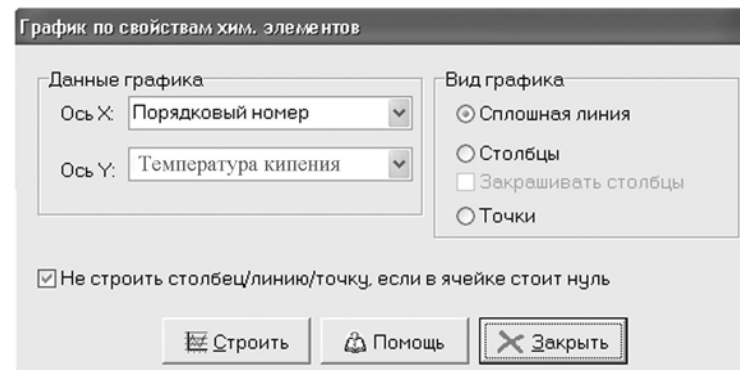 График по свойствам хим. элементов
Данные графика
Ось X: Порядковый номер
Ось Y: Температура кипения
Вид графика
Сплошная линия
Столбцы
Закрашивать столбцы
Точки
Не строить столбец/линию/точку, если в ячейке стоит нуль
Строить Помощь Закрыть